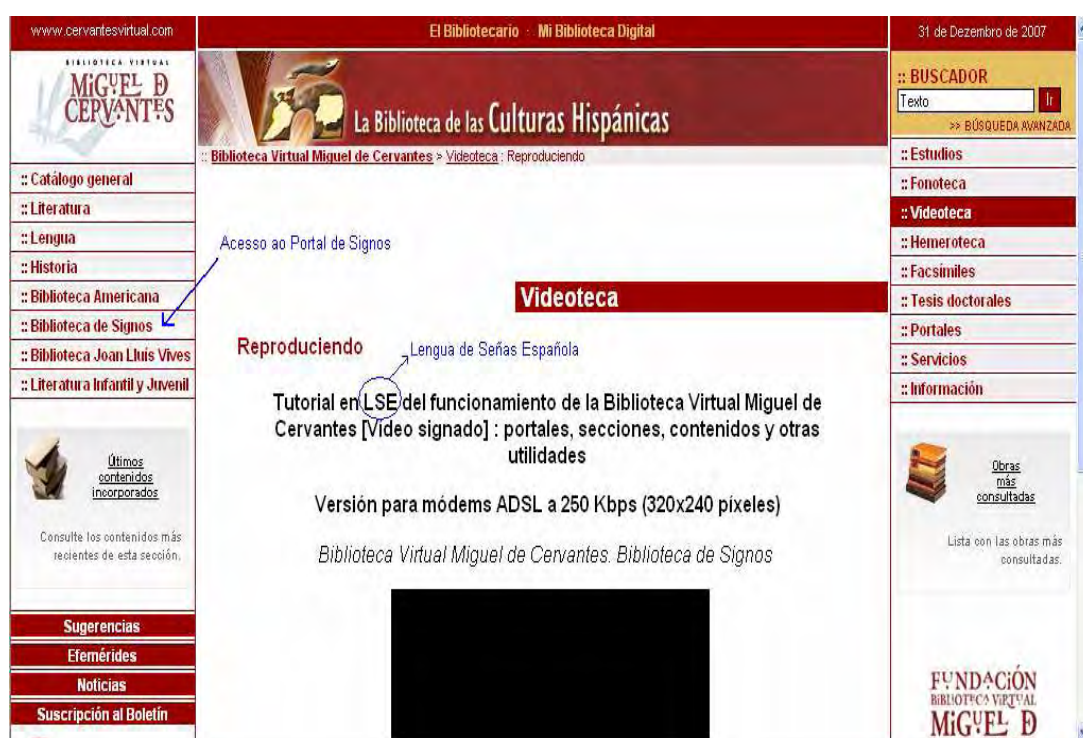 www.cervantesvirtual.com
El Bibliotecario · Mi Biblioteca Digital
31 de Dezembro de 2007
BIBLIOTECA VIRTUAL
MiGUEL D
CERVANTES
La Biblioteca de las Culturas Hispánicas
:: BUSCADOR
Texto
Ir
>> BÚSQUEDA AVANZADA
:: Biblioteca Virtual Miguel de Cervantes > Videoteca : Reproduciendo
:: Catálogo general
:: Literatura
:: Lengua
:: Historia
:: Biblioteca Americana
:: Biblioteca de Signos
:: Biblioteca Joan Lluís Vives
:: Literatura Infantil y Juvenil
Últimos
contenidos
incorporados
Consulte los contenidos más
recientes de esta sección.
Sugerencias
Efemérides
Noticias
Suscripción al Boletín
Acesso ao Portal de Signos
Videoteca
Reproduciendo
Lengua de Señas Española
Tutorial en LSE del funcionamiento de la Biblioteca Virtual Miguel de
Cervantes [Vídeo signado] : portales, secciones, contenidos y otras
utilidades
Versión para módems ADSL a 250 Kbps (320x240 píxeles)
Biblioteca Virtual Miguel de Cervantes. Biblioteca de Signos
:: Estudios
:: Fonoteca
:: Videoteca
:: Hemeroteca
:: Facsímiles
:: Tesis doctorales
:: Portales
:: Servicios
:: Información
Obras
más
consultadas
Lista con las obras más
consultadas.
FUNDACiÓN
BIBLIOTECA VIRTUAL
MiGUEL D